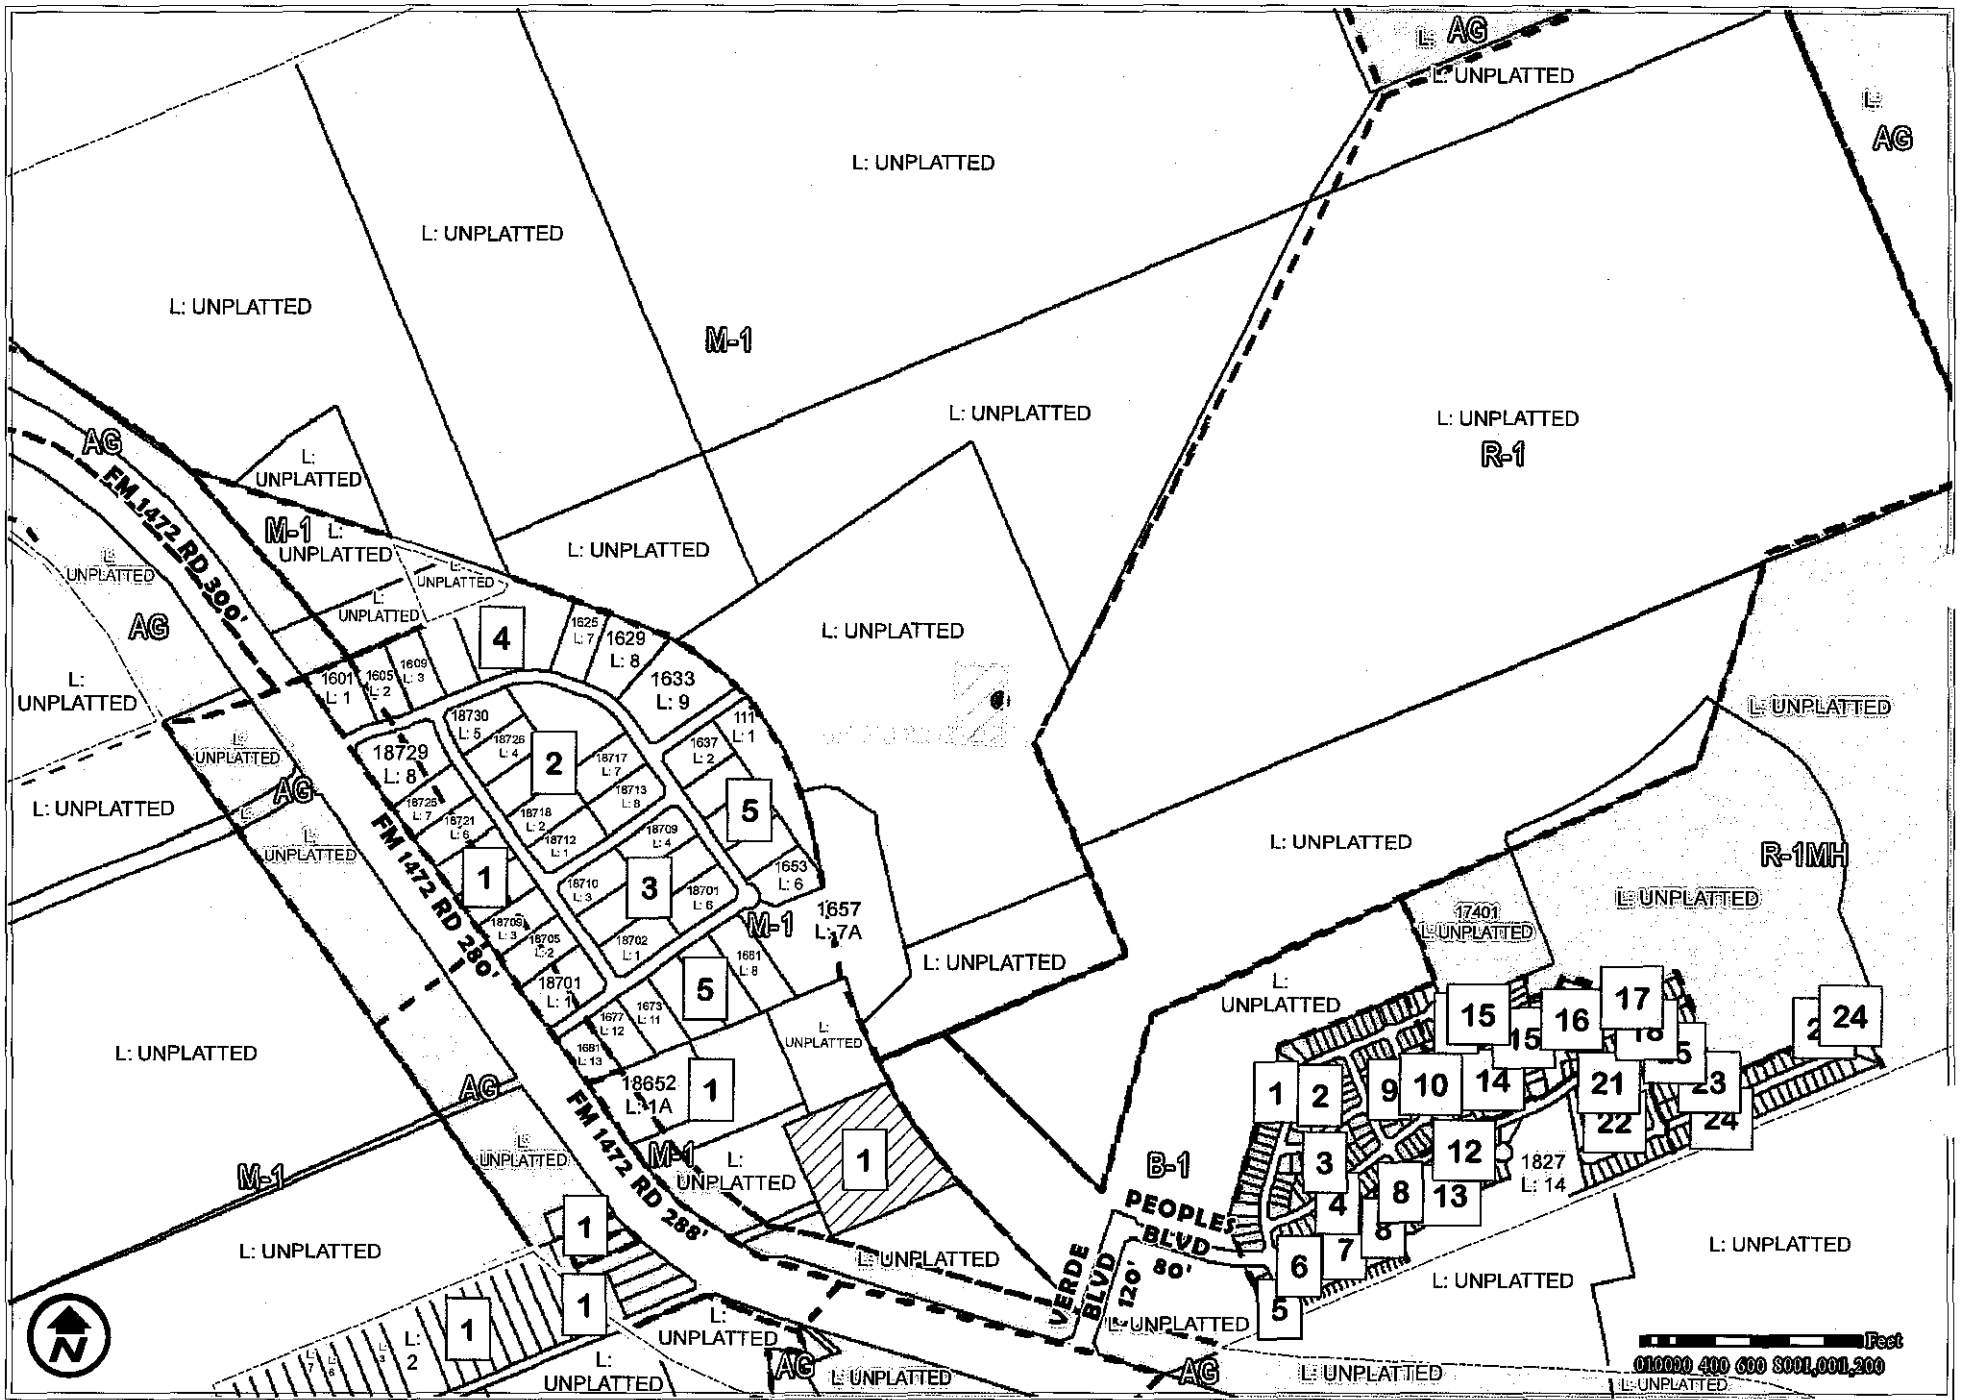 L:
AG
L: UNPLATTED
L:
AG
L: UNPLATTED
L: UNPLATTED
L: UNPLATTED
M-1
L: UNPLATTED
L: UNPLATTED
R-1
AG
L:
UNPLATTED
FM 1472 RD 300'
M-1
L:
UNPLATTED
L: UNPLATTED
L:
UNPLATTED
L:
UNPLATTED
L:
UNPLATTED
AG
4
1625
L: 7
1629
L: 8
L: UNPLATTED
1601
L: 1
1605
L: 2
1609
L: 3
1633
L: 9
L:
UNPLATTED
L: UNPLATTED
18730
L: 5
18726
L: 4
111
L: 1
1637
L: 2
L:
UNPLATTED
18729
L: 8
2
18717
L: 7
18713
L: 8
AG
L: UNPLATTED
18725
L: 7
18721
L: 6
18718
L: 2
18712
L: 1
18709
L: 4
5
L:
L:
UNPLATTED
FM 1472 RD 280'
1
18710
L: 3
3
18701
L: 6
1653
L: 6
L: UNPLATTED
R-1MH
L: UNPLATTED
17401
L: UNPLATTED
18709
L: 3
18705
L: 2
18702
L: 1
M-1
1657
L: 7A
L: UNPLATTED
1661
L: 8
18701
L: 1
5
1673
L: 11
1677
L: 12
1681
L: 13
L:
UNPLATTED
L:
UNPLATTED
15
16
17
18
15
24
L: UNPLATTED
AG
18652
L: 1A
1
1
2
9
10
14
21
23
22
24
FM 1472 RD 288'
L:
UNPLATTED
M-1
L:
UNPLATTED
1
B-1
3
12
1827
L: 14
M-1
4
8
13
8
PEOPLES
BLVD
80'
1
L: UNPLATTED
L: UNPLATTED
VERDE
BLVD
120'
6
7
5
L: UNPLATTED
L: UNPLATTED
N
1
1
L:
2
L:
UNPLATTED
L: UNPLATTED
L:
UNPLATTED
AG
L: UNPLATTED
AG
L: UNPLATTED
L: UNPLATTED
Feet